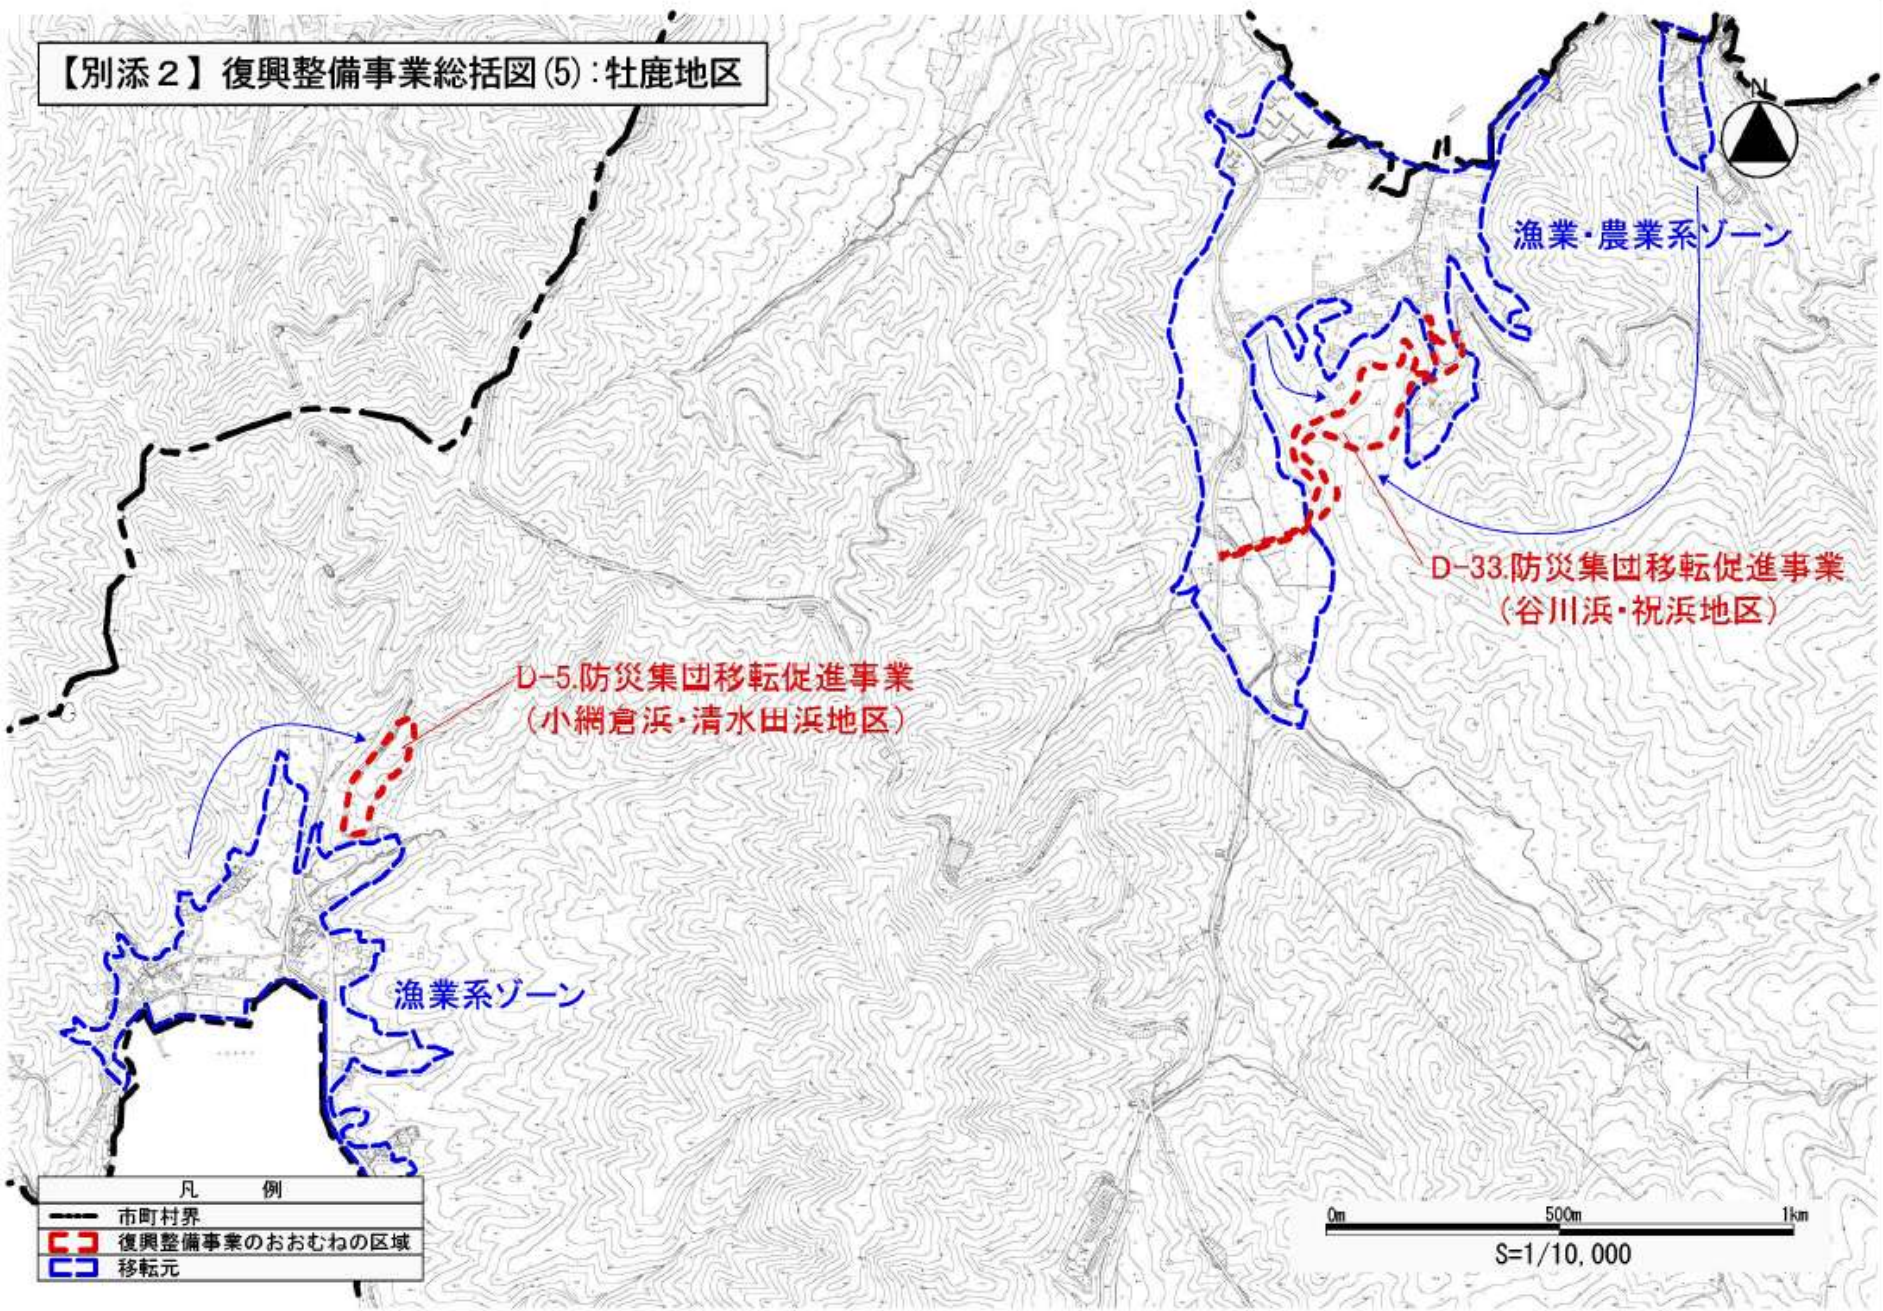 【別添２】復興整備事業総括図(5):牡鹿地区
N
漁業・農業系ゾーン
D-33.防災集団移転促進事業
（谷川浜・祝浜地区）
D-5.防災集団移転促進事業
（小網倉浜・清水田浜地区）
漁業系ゾーン
凡 例
市町村界
復興整備事業のおおむねの区域
移転元
0m 500m 1km
S=1/10,000